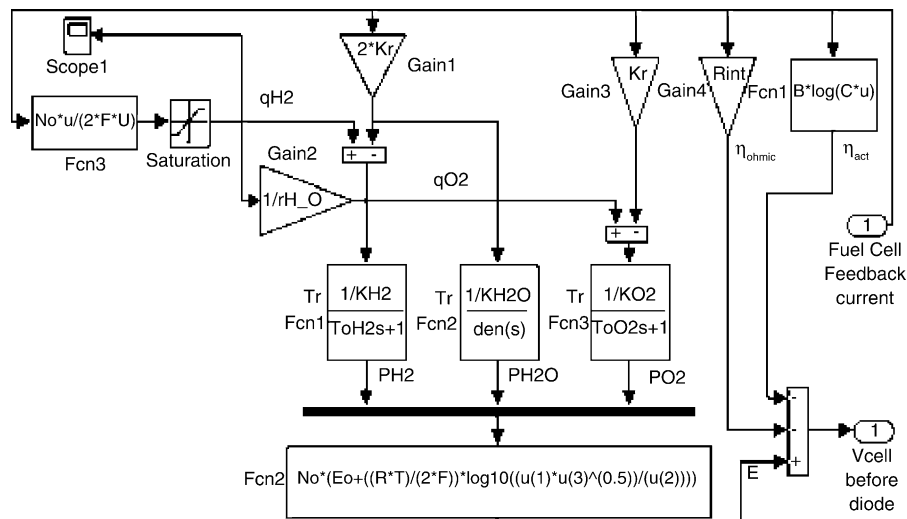 2*Kr
Gain1
Scope1
Kr
Gain3
Rint
Gain4
Fcn1
B*log(C*u)
No*u/(2*F*U)
Fcn3
Saturation
qH2
+ -
Gain2
1/rH_O
qO2
+ -
ηohmic
ηact
1
Fuel Cell
Feedback
current
Tr
Fcn1
1/KH2
ToH2s+1
Tr
Fcn2
1/KH2O
den(s)
Tr
Fcn3
1/KO2
ToO2s+1
PH2
PH2O
PO2
-
-
+
E
1
Vcell
before
diode
Fcn2
No*(Eo+((R*T)/(2*F))*log10((u(1)*u(3)^(0.5))/(u(2))))